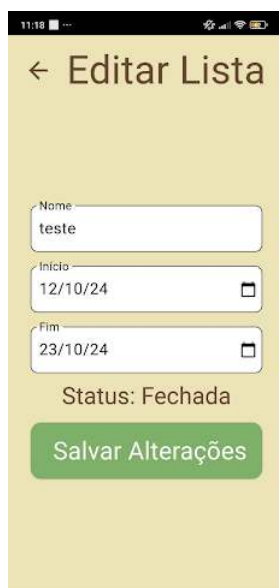 11:18 ...
← Editar Lista
Nome
teste
Início
12/10/24
Fim
23/10/24
Status: Fechada
Salvar Alterações